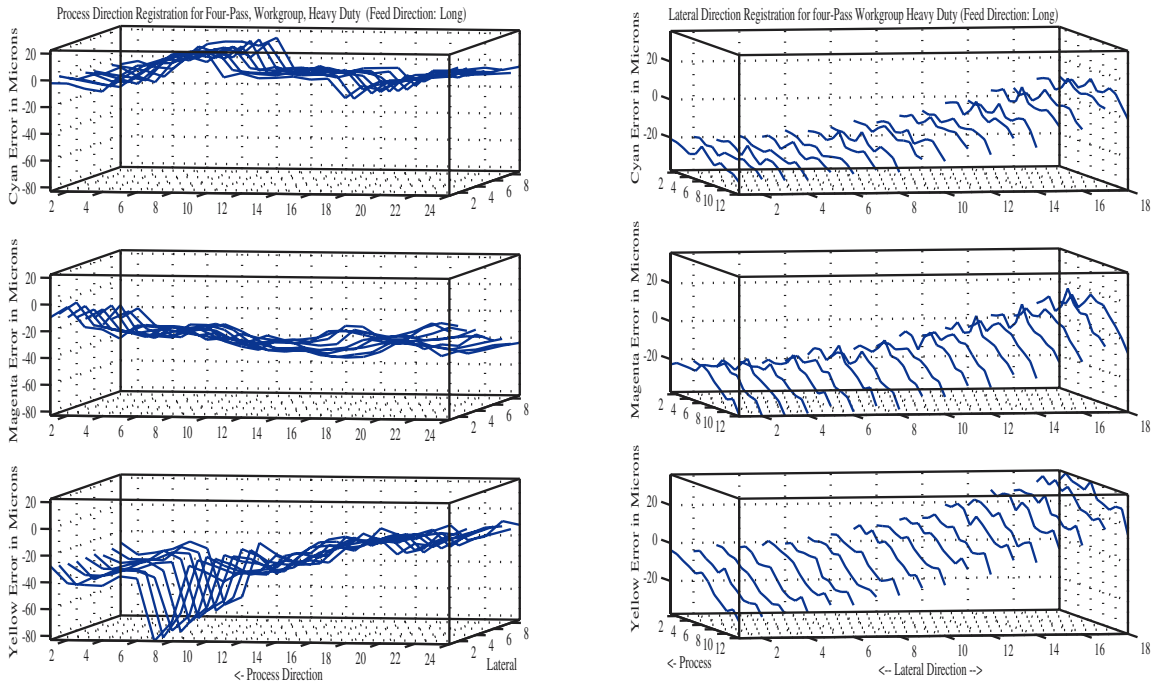 Process Direction Registration for Four-Pass, Workgroup, Heavy Duty (Feed Direction: Long)
Cyan Error in Microns
20
0
-20
-40
-60
-80
2 4 6 8 10 12 14 16 18 20 22 24
2 4 6 8
Magenta Error in Microns
20
0
-20
-40
-60
-80
2 4 6 8 10 12 14 16 18 20 22 24
2 4 6 8
Yellow Error in Microns
20
0
-20
-40
-60
-80
2 4 6 8 10 12 14 16 18 20 22 24
2 4 6 8
Lateral
<- Process Direction
Lateral Direction Registration for four-Pass Workgroup Heavy Duty (Feed Direction: Long)
Cyan Error in Microns
20
0
-20
2 4 6 8 10 12
2 4 6 8 10 12 14 16 18
Magenta Error in Microns
20
0
-20
2 4 6 8 10 12
2 4 6 8 10 12 14 16 18
Yellow Error in Microns
20
0
-20
2 4 6 8 10 12
2 4 6 8 10 12 14 16 18
<- Process
<-- Lateral Direction -->